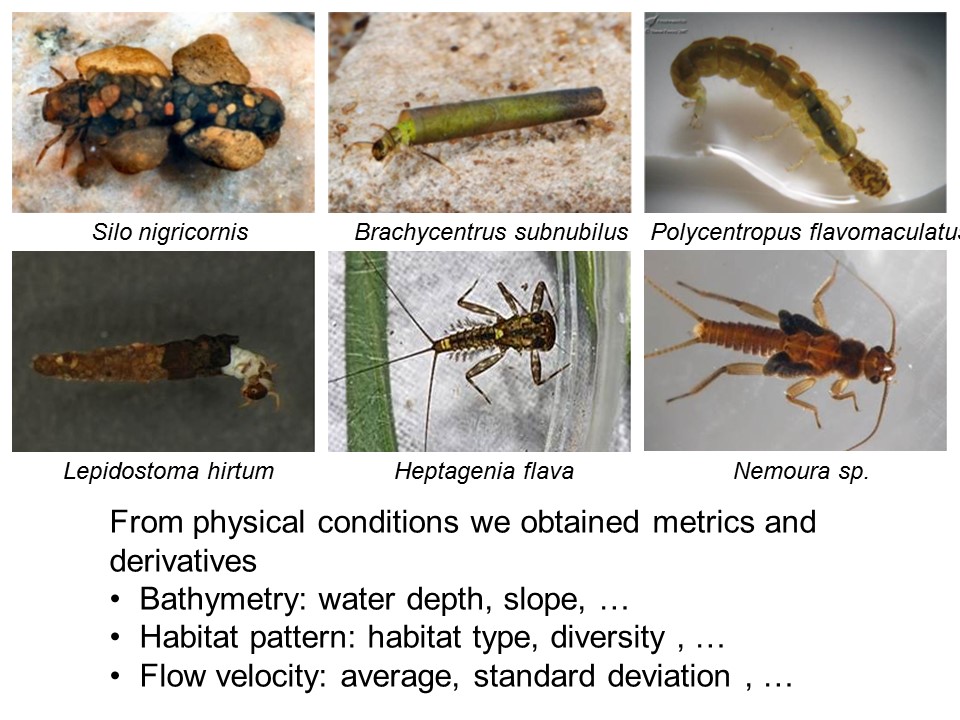 Silo nigricornis
Brachycentrus subnubilus
Polycentropus flavomaculatus
Lepidostoma hirtum
Heptagenia flava
Nemoura sp.
From physical conditions we obtained metrics and
derivatives
• Bathymetry: water depth, slope, …
• Habitat pattern: habitat type, diversity , …
• Flow velocity: average, standard deviation , …